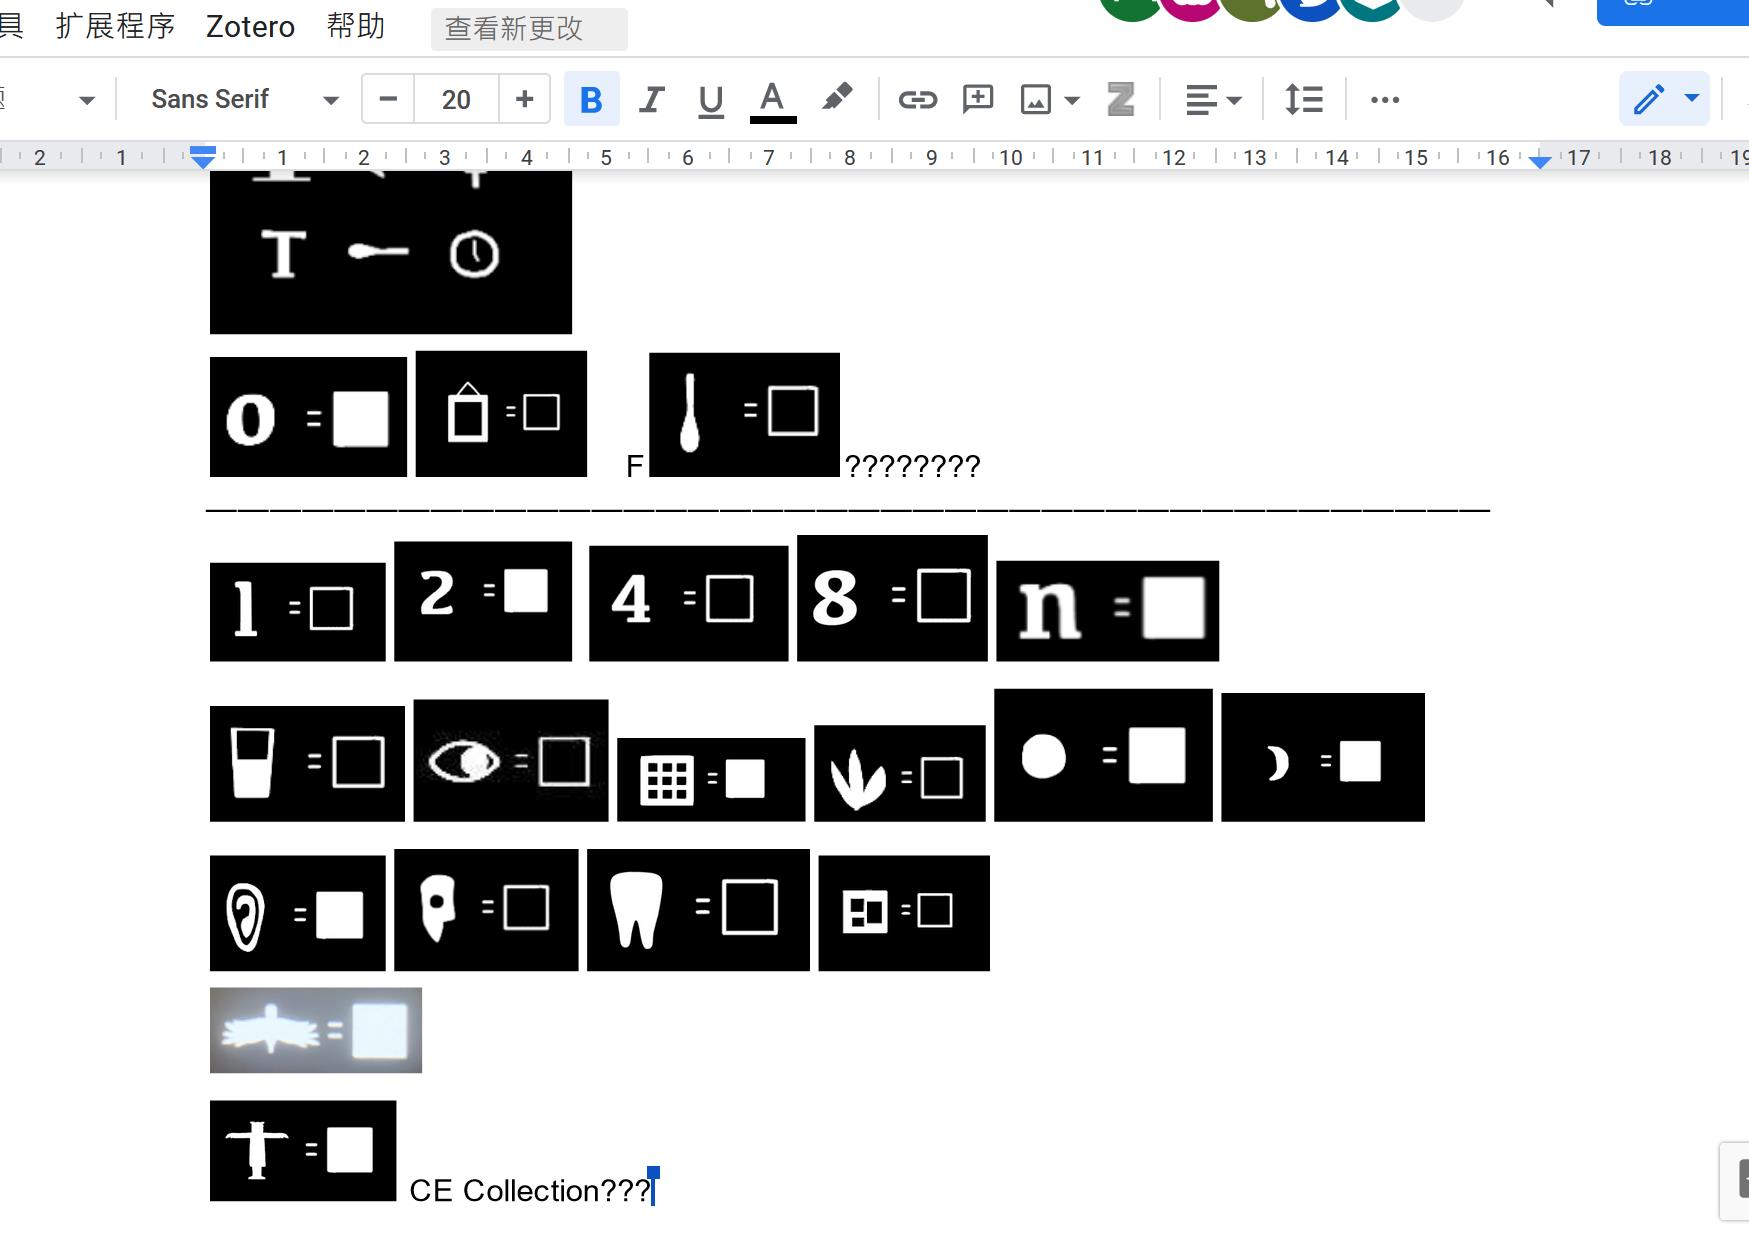 具 扩展程序 Zotero 帮助 查看新更改
Sans Serif − 20 + B I U A Z
2 1 1 2 3 4 5 6 7 8 9 10 11 12 13 14 15 16 17 18 19
T
o = =
F = ????????
1 = 2 = 4 = 8 = n =
= = = = = =
= = = =
=
= CE Collection???